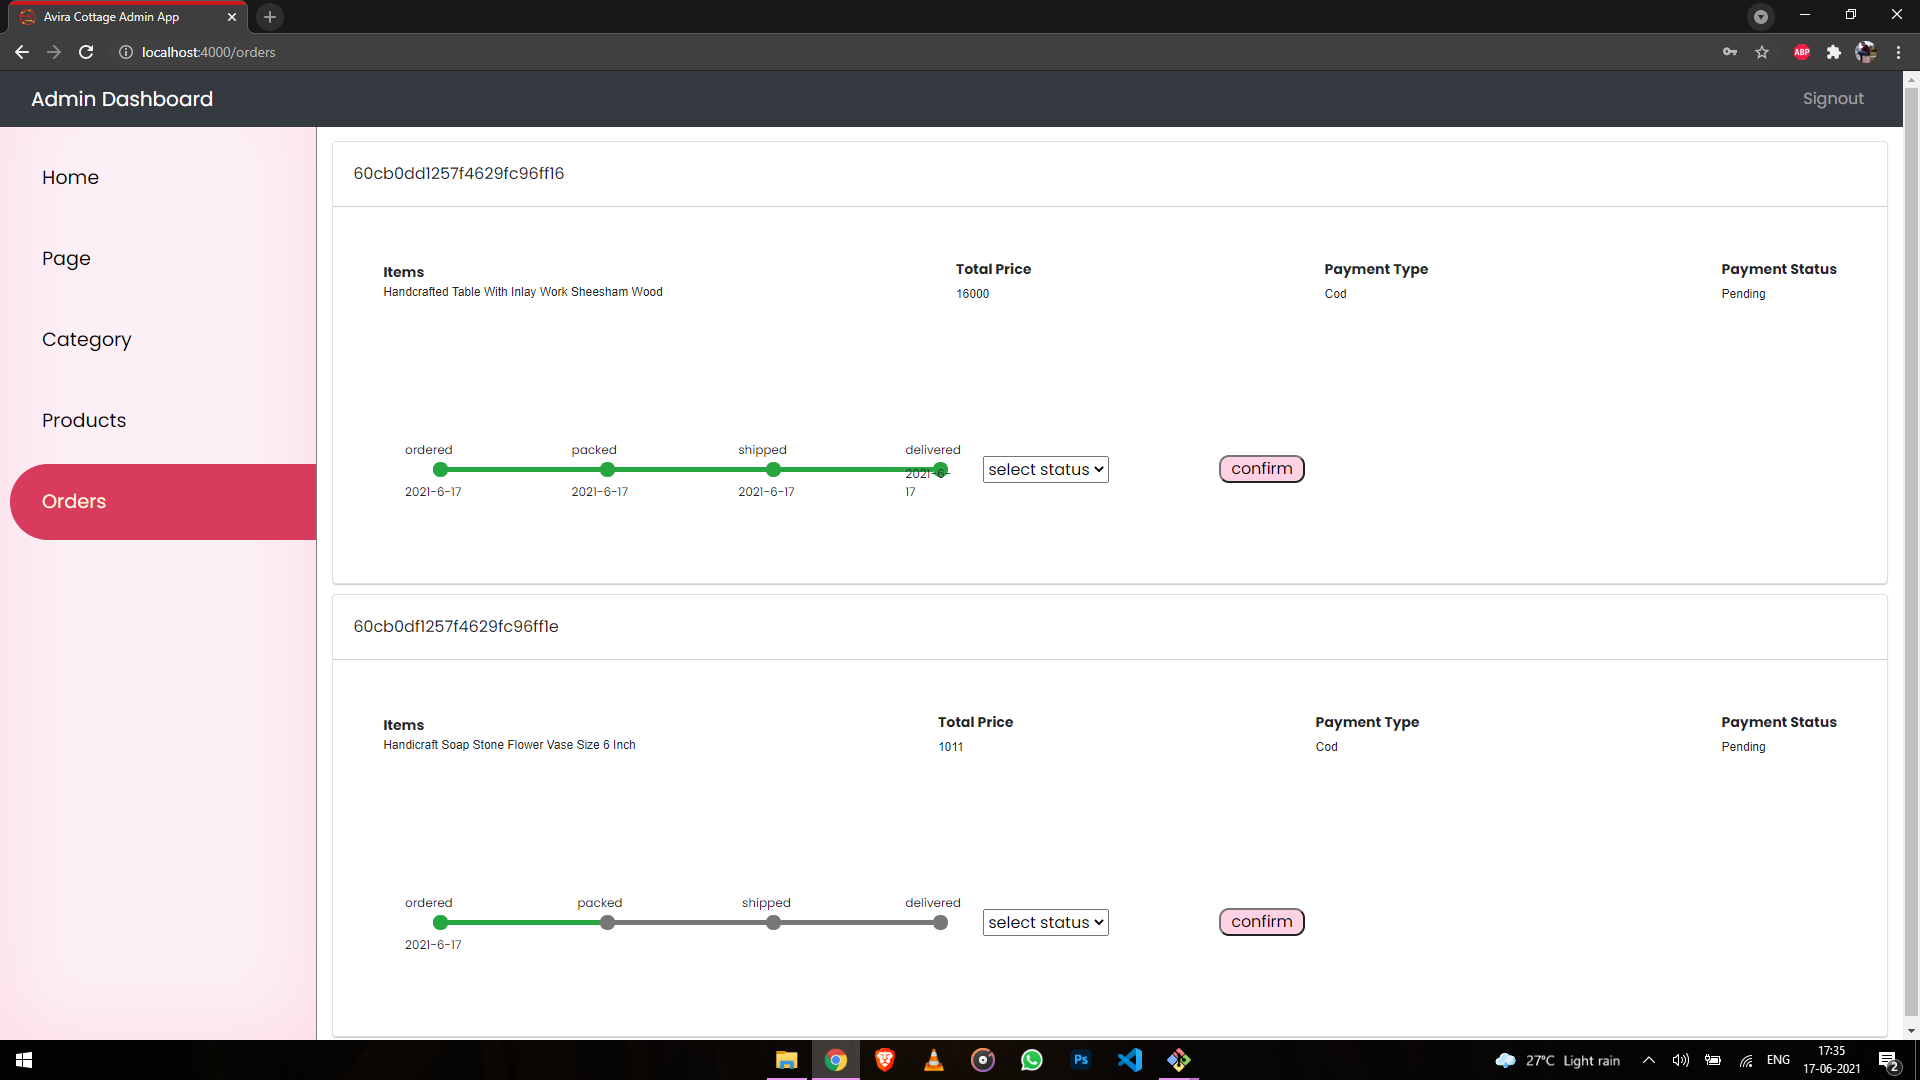 Avira Cottage Admin App
localhost:4000/orders
ABP
Admin Dashboard
Signout
Home
Page
Category
Products
Orders
60cb0dd1257f4629fc96ff16
Items
Handcrafted Table With Inlay Work Sheesham Wood
Total Price
16000
Payment Type
Cod
Payment Status
Pending
ordered packed shipped delivered
2021-6-17 2021-6-17 2021-6-17 2021-6-
17
select status
confirm
60cb0df1257f4629fc96ff1e
Items
Handicraft Soap Stone Flower Vase Size 6 Inch
Total Price
1011
Payment Type
Cod
Payment Status
Pending
ordered packed shipped delivered
2021-6-17
select status
confirm
Ps
27°C Light rain
ENG
17:35
17-06-2021
2